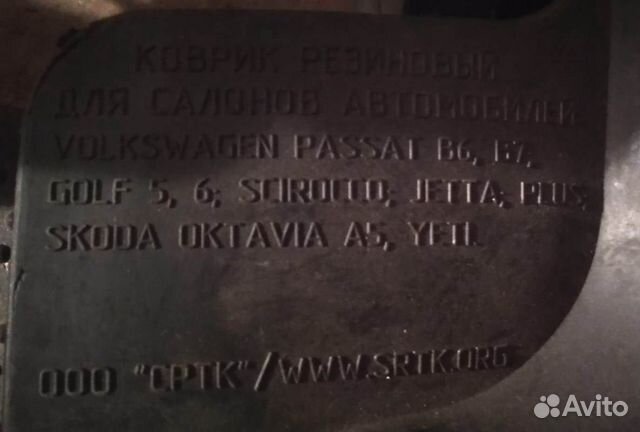 КОВРИК РЕЗИНОВЫЙ
ДЛЯ САЛОНОВ АВТОМОБИЛЕЙ
VOLKSWAGEN PASSAT B6, B7,
GOLF 5, 6; SCIROCCO; JETTA; PLUS;
SKODA OKTAVIA A5, YETI.
ООО "СРТК"/WWW.SRTK.ORG
Avito